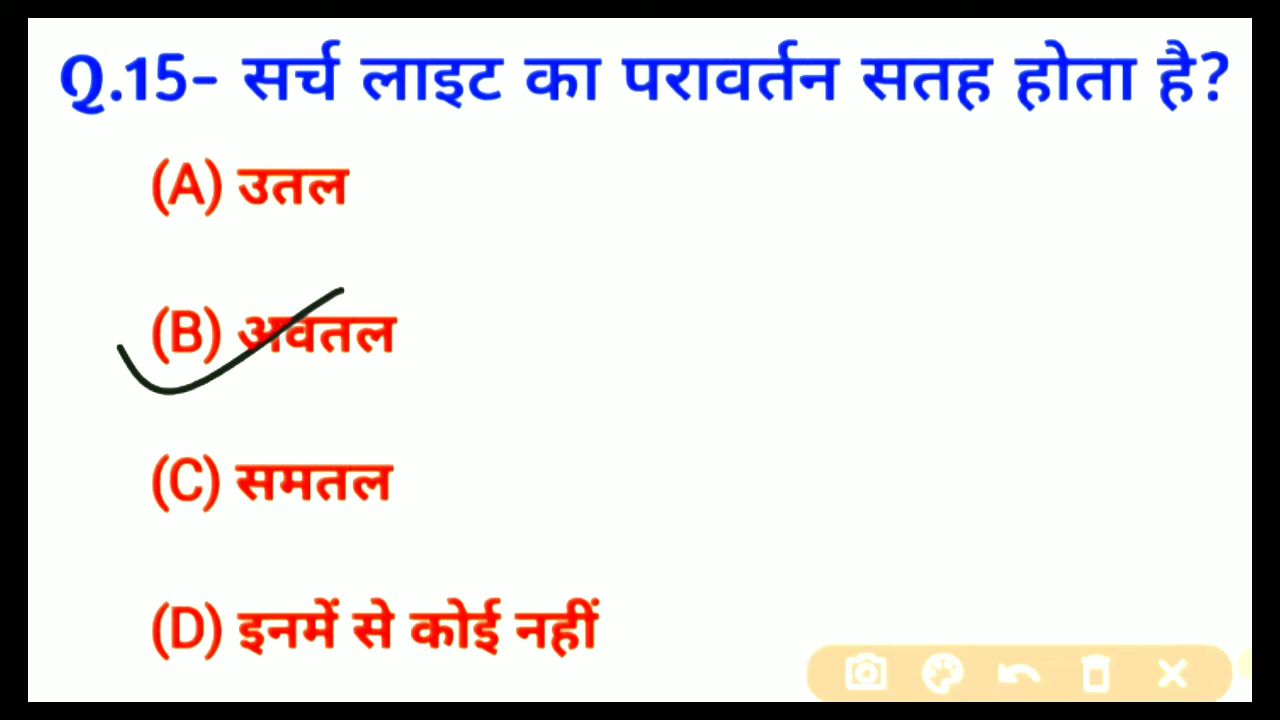 Q.15- सर्च लाइट का परावर्तन सतह होता है?
(A) उतल
(B) अवतल
(C) समतल
(D) इनमें से कोई नहीं